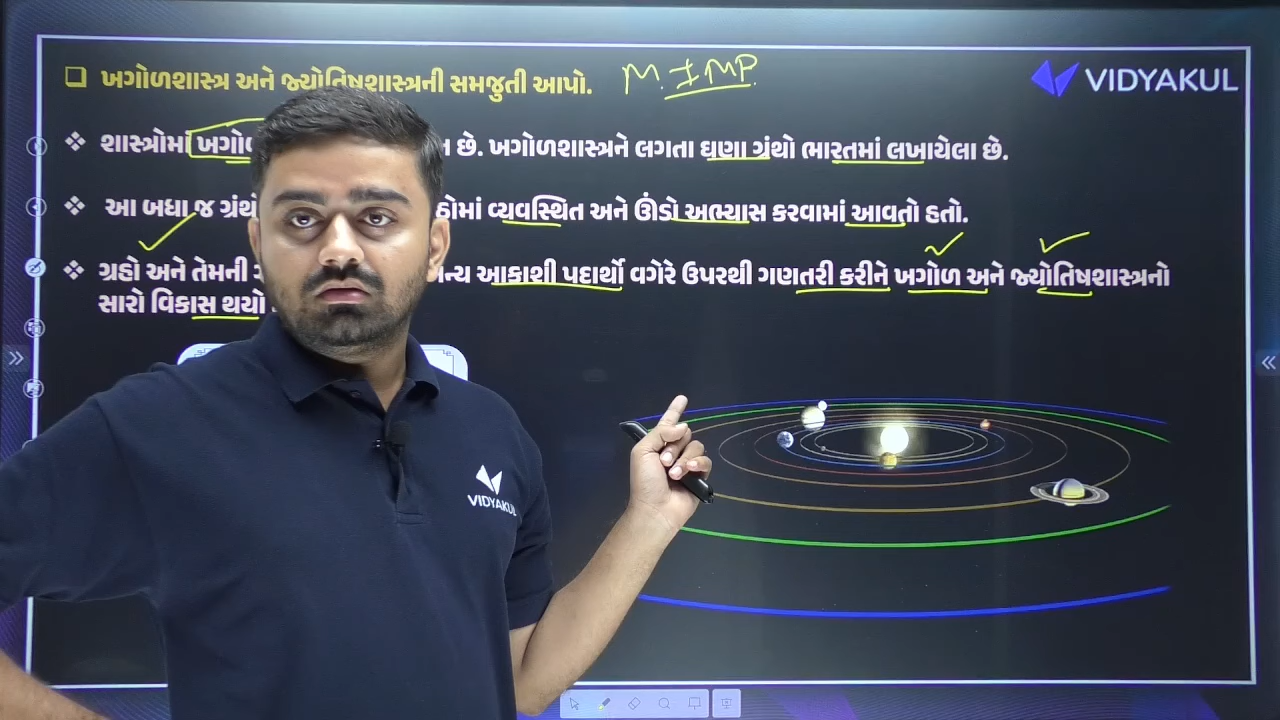 ખગોળશાસ્ત્ર અને જ્યોતિષશાસ્ત્રની સમજુતી આપો. M. IMP
VIDYAKUL
શાસ્ત્રોમાં ખગોળ છે. ખગોળશાસ્ત્રને લગતા ઘણા ગ્રંથો ભારતમાં લખાયેલા છે.
આ બધા જ વ્યવસ્થિત અને ઊંડો અભ્યાસ કરવામાં આવતો હતો.
ગ્રહો અને તેમની આકાશી પદાર્થો વગેરે ઉપરથી ગણતરી કરીને ખગોળ અને જ્યોતિષશાસ્ત્રનો
સારો વિકાસ થયો
VIDYAKUL